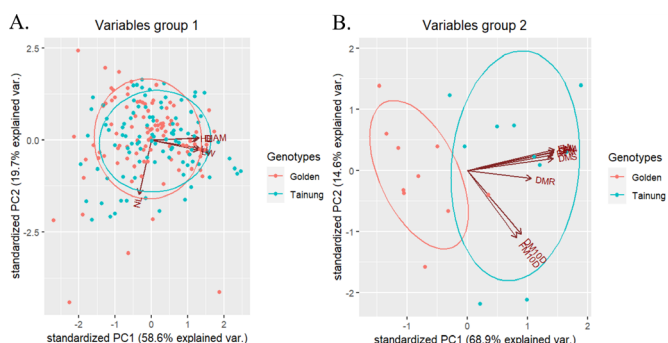 A.
Variables group 1
standardized PC2 (19.7% explained var.)
2.5
0.0
-2.5
NL
-2
-1
0
1
2
standardized PC1 (58.6% explained var.)
Genotypes
Golden
Tainung
B.
Variables group 2
standardized PC2 (14.6% explained var.)
2
1
0
-1
-2
DMS
DMR
DM10D
HM10D
-1
0
1
2
standardized PC1 (68.9% explained var.)
Genotypes
Golden
Tainung